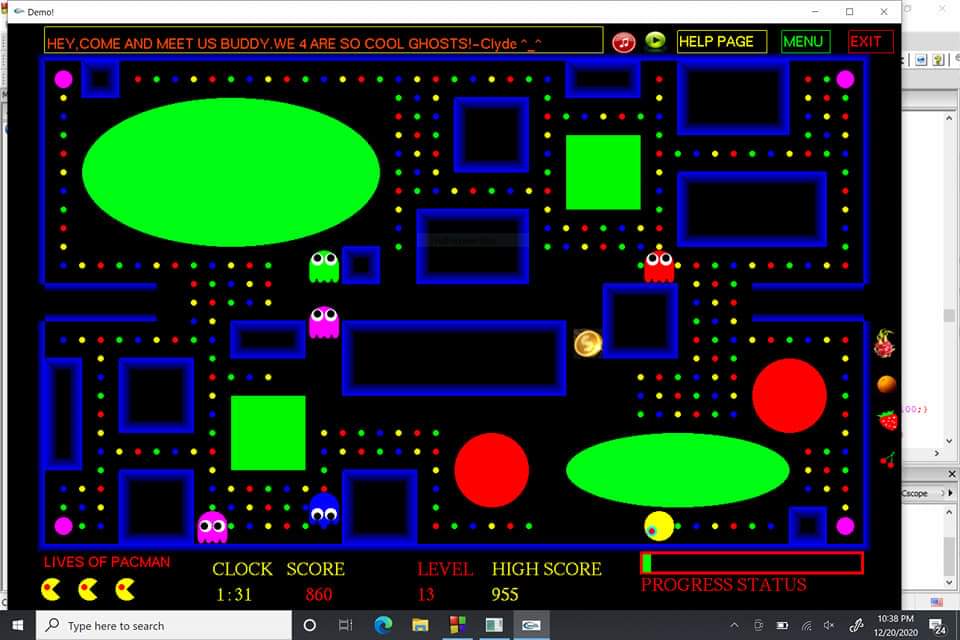 Demo!
HEY,COME AND MEET US BUDDY.WE 4 ARE SO COOL GHOSTS!-Clyde ^_^
HELP PAGE
MENU
EXIT
00;)
Cscope
LIVES OF PACMAN
CLOCK SCORE LEVEL HIGH SCORE
1:31 860 13 955
PROGRESS STATUS
Type here to search
10:38 PM
12/20/2020
24